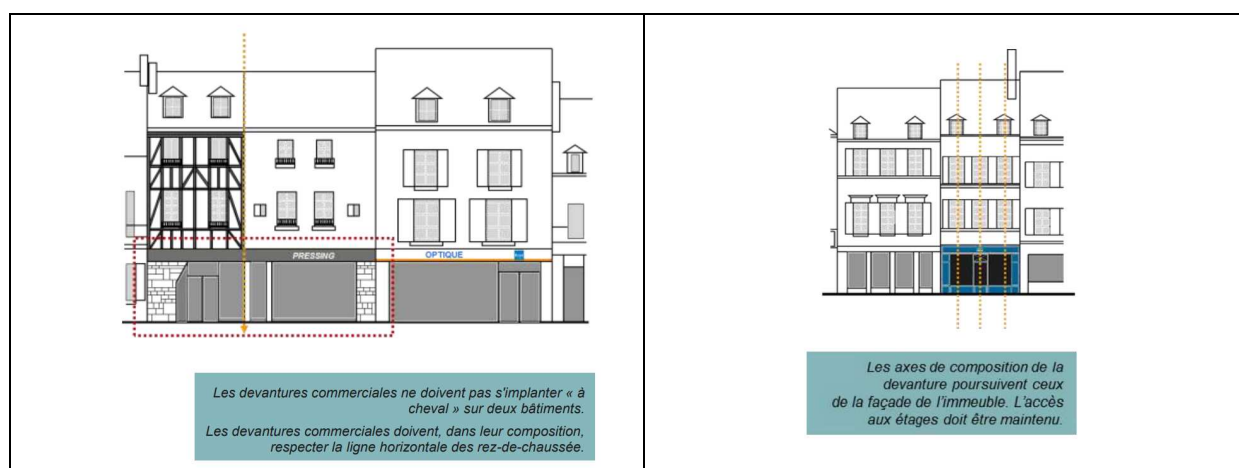 PRESSING
OPTIQUE
Les devantures commerciales ne doivent pas s'implanter « à
cheval » sur deux bâtiments.
Les devantures commerciales doivent, dans leur composition,
respecter la ligne horizontale des rez-de-chaussée.
Les axes de composition de la
devanture poursuivent ceux
de la façade de l'immeuble. L'accès
aux étages doit être maintenu.